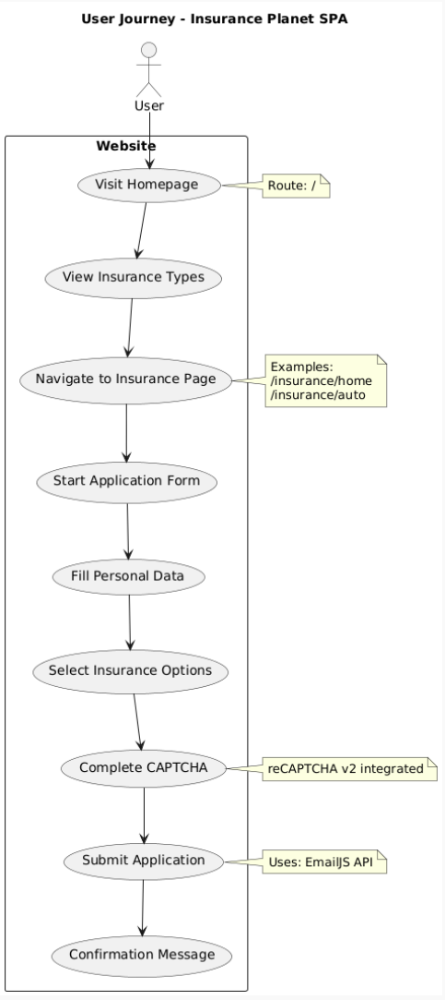 User Journey - Insurance Planet SPA
User
Website
Visit Homepage
Route: /
View Insurance Types
Navigate to Insurance Page
Examples:
/insurance/home
/insurance/auto
Start Application Form
Fill Personal Data
Select Insurance Options
Complete CAPTCHA
reCAPTCHA v2 integrated
Submit Application
Uses: EmailJS API
Confirmation Message